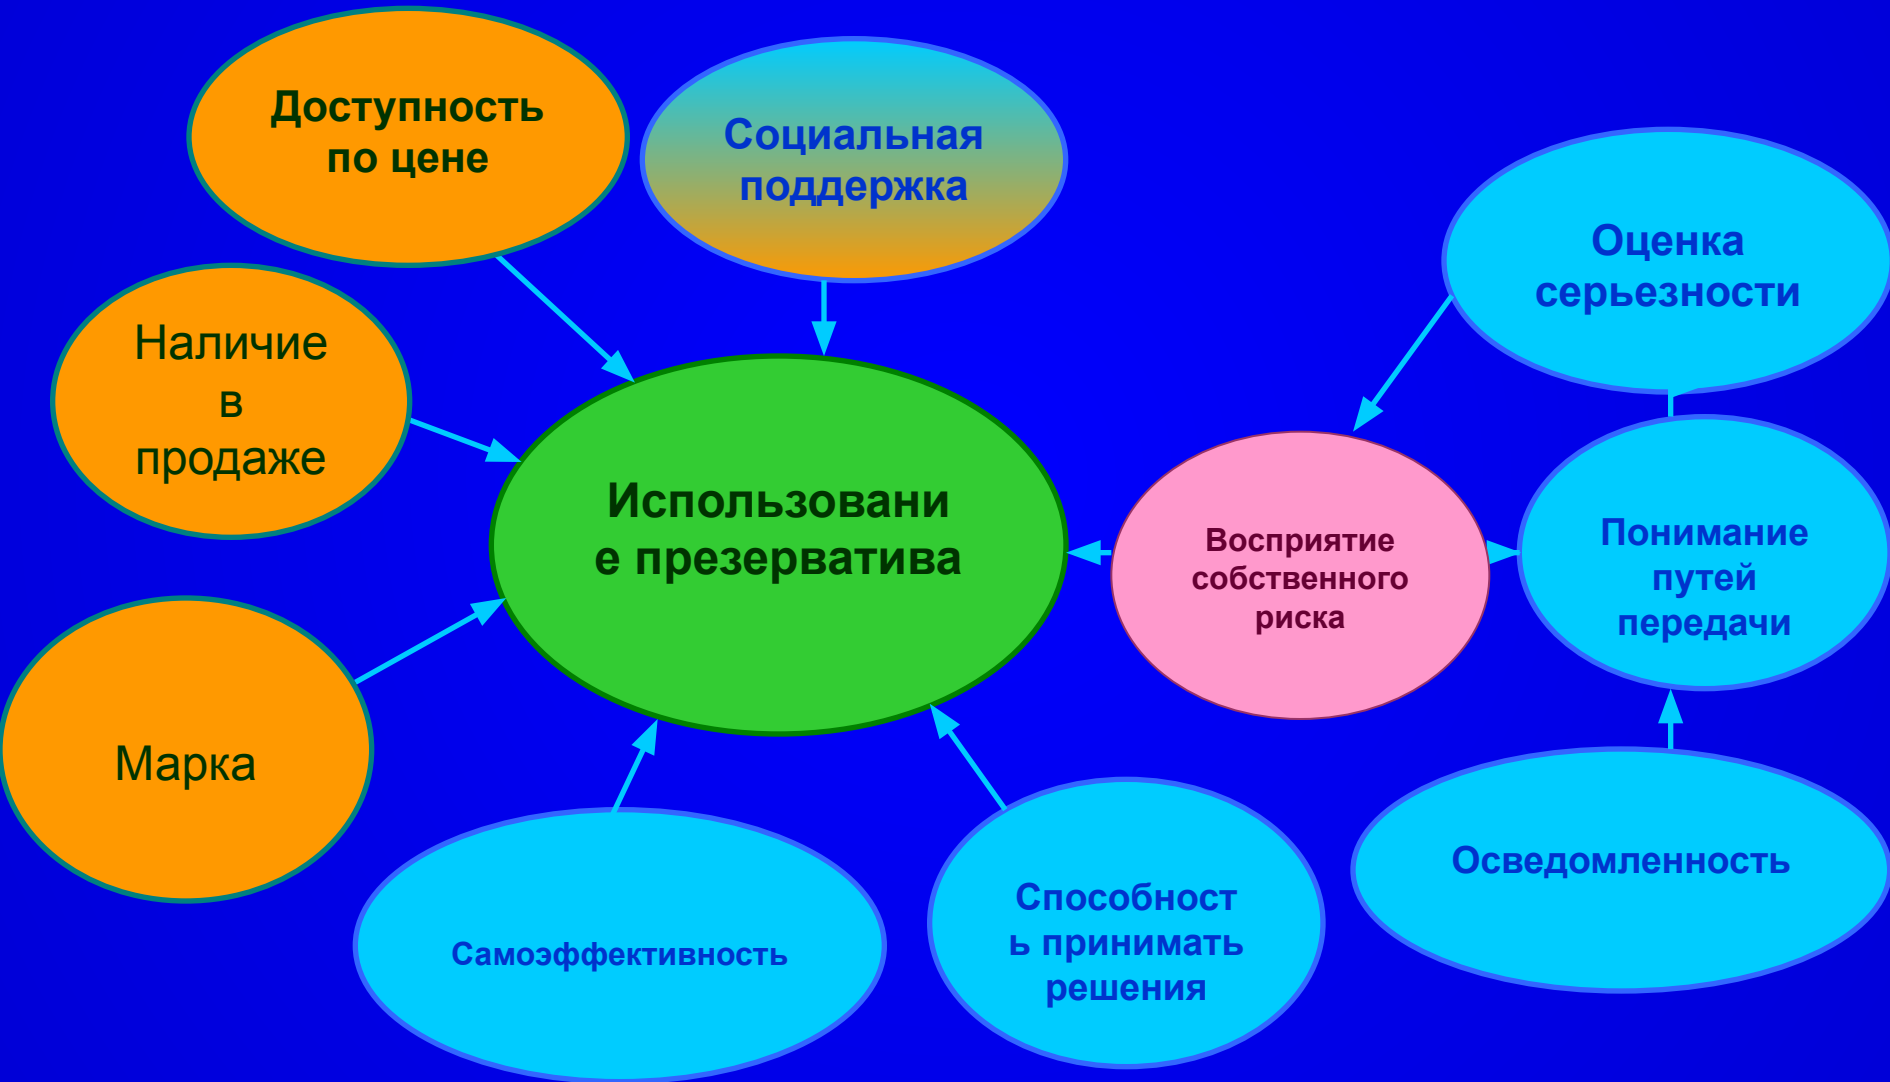 Доступность
по цене
Социальная
поддержка
Оценка
серьезности
Наличие
в
продаже
Использовани
е презерватива
Восприятие
собственного
риска
Понимание
путей
передачи
Марка
Самоэффективность
Способност
ь принимать
решения
Осведомленность